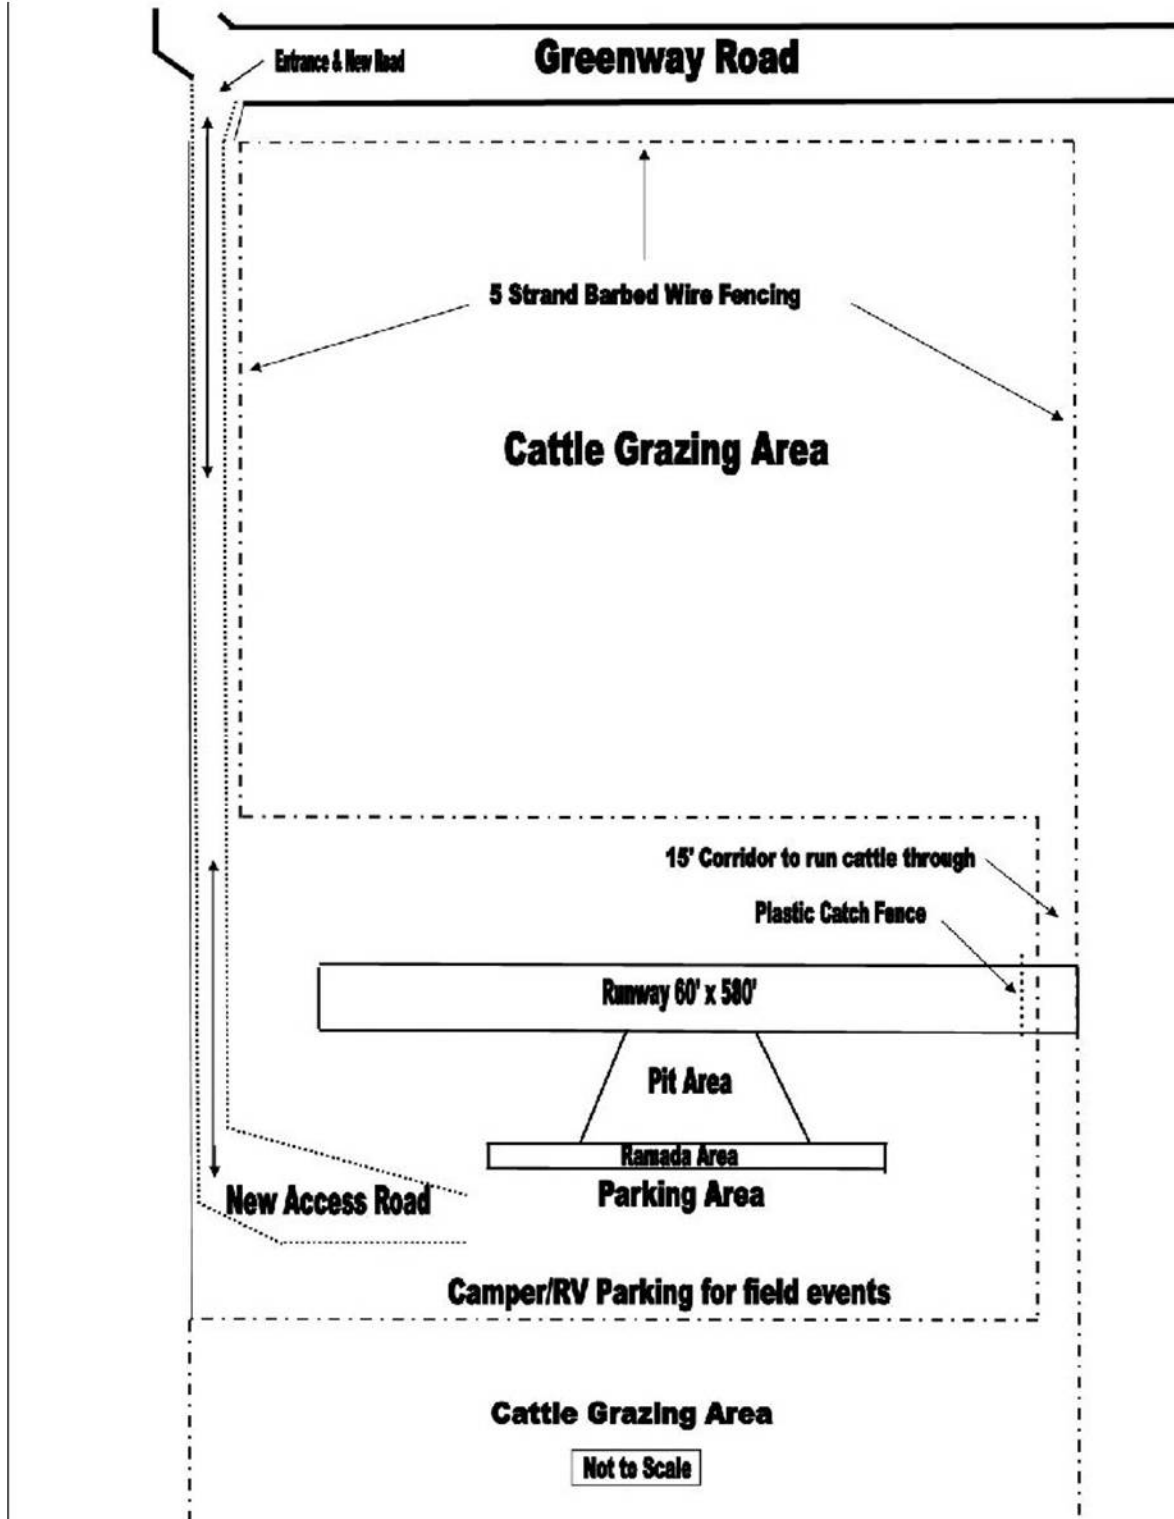 Greenway Road
Entrance & New Road
5 Strand Barbed Wire Fencing
Cattle Grazing Area
15' Corridor to run cattle through
Plastic Catch Fence
Runway 60' x 580'
Pit Area
Ramada Area
Parking Area
New Access Road
Camper/RV Parking for field events
Cattle Grazing Area
Not to Scale